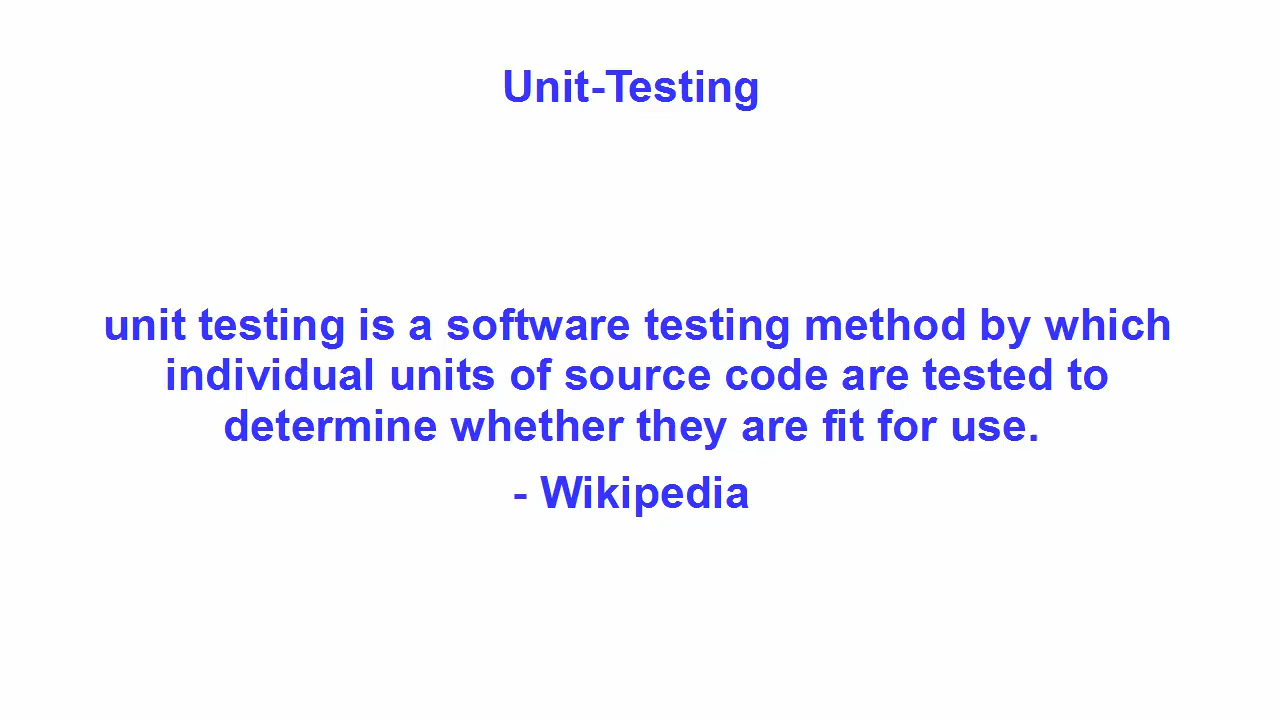 Unit-Testing
unit testing is a software testing method by which
individual units of source code are tested to
determine whether they are fit for use.
- Wikipedia